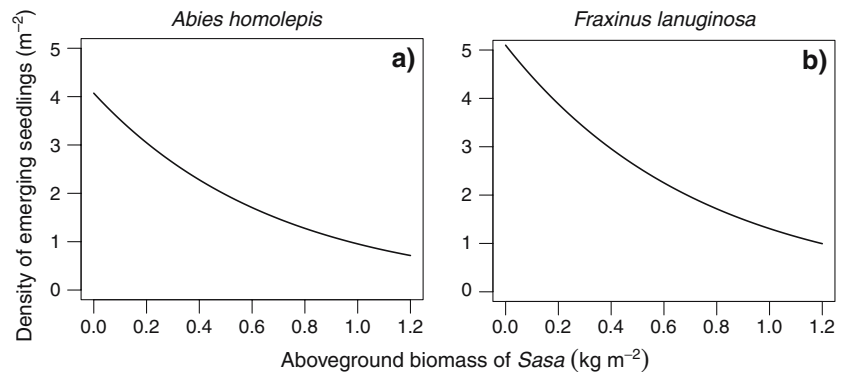 Abies homolepis
Fraxinus lanuginosa
Density of emerging seedlings (m⁻²)
a)
5
4
3
2
1
0
0.0 0.2 0.4 0.6 0.8 1.0 1.2
b)
5
4
3
2
1
0
0.0 0.2 0.4 0.6 0.8 1.0 1.2
Aboveground biomass of Sasa (kg m⁻²)